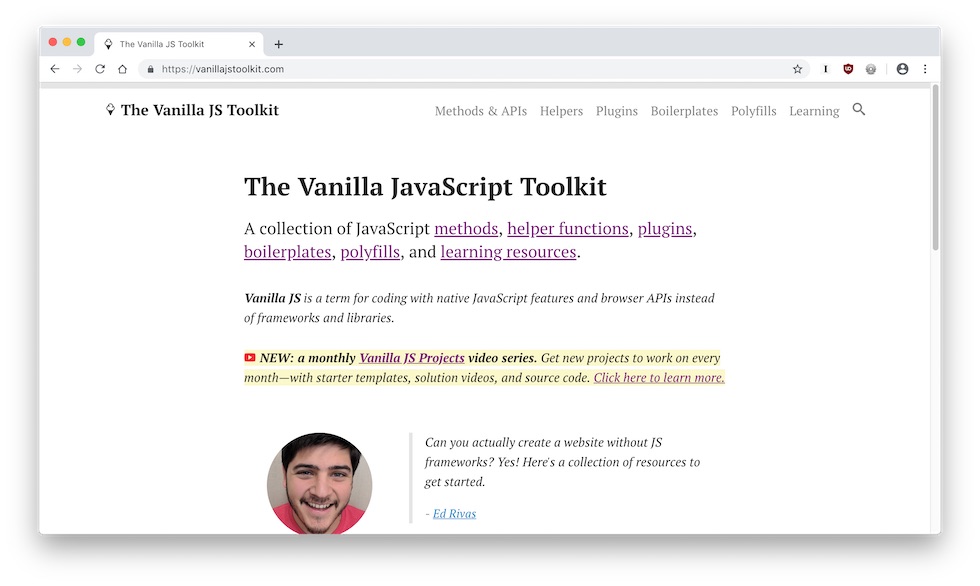 The Vanilla JS Toolkit
https://vanillajstoolkit.com
The Vanilla JS Toolkit
Methods & APIs Helpers Plugins Boilerplates Polyfills Learning
The Vanilla JavaScript Toolkit
A collection of JavaScript methods, helper functions, plugins,
boilerplates, polyfills, and learning resources.
Vanilla JS is a term for coding with native JavaScript features and browser APIs instead
of frameworks and libraries.
NEW: a monthly Vanilla JS Projects video series. Get new projects to work on every
month—with starter templates, solution videos, and source code. Click here to learn more.
Can you actually create a website without JS
frameworks? Yes! Here's a collection of resources to
get started.
- Ed Rivas